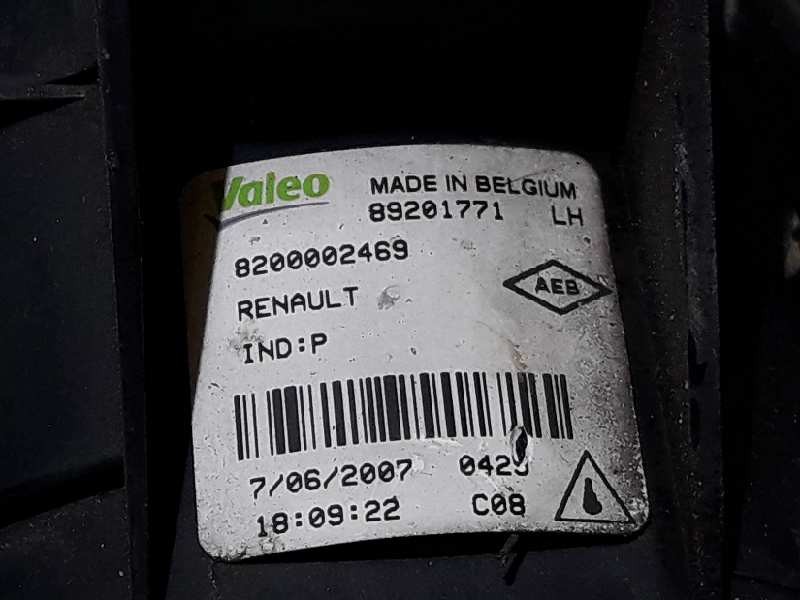 Valeo MADE IN BELGIUM
89201771 LH
8200002469
AEB
RENAULT
IND:P
7/06/2007
18:09:22 C08